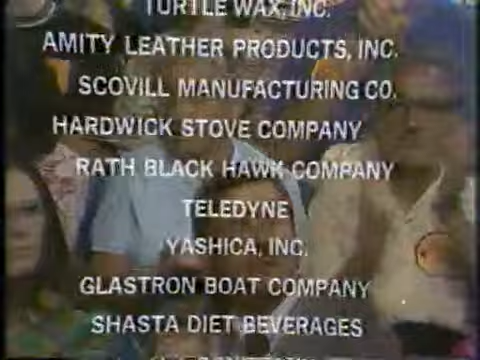 TURTLE WAX, INC.
AMITY LEATHER PRODUCTS, INC.
SCOVILL MANUFACTURING CO.
HARDWICK STOVE COMPANY
RATH BLACK HAWK COMPANY
TELEDYNE
YASHICA, INC.
GLASTRON BOAT COMPANY
SHASTA DIET BEVERAGES